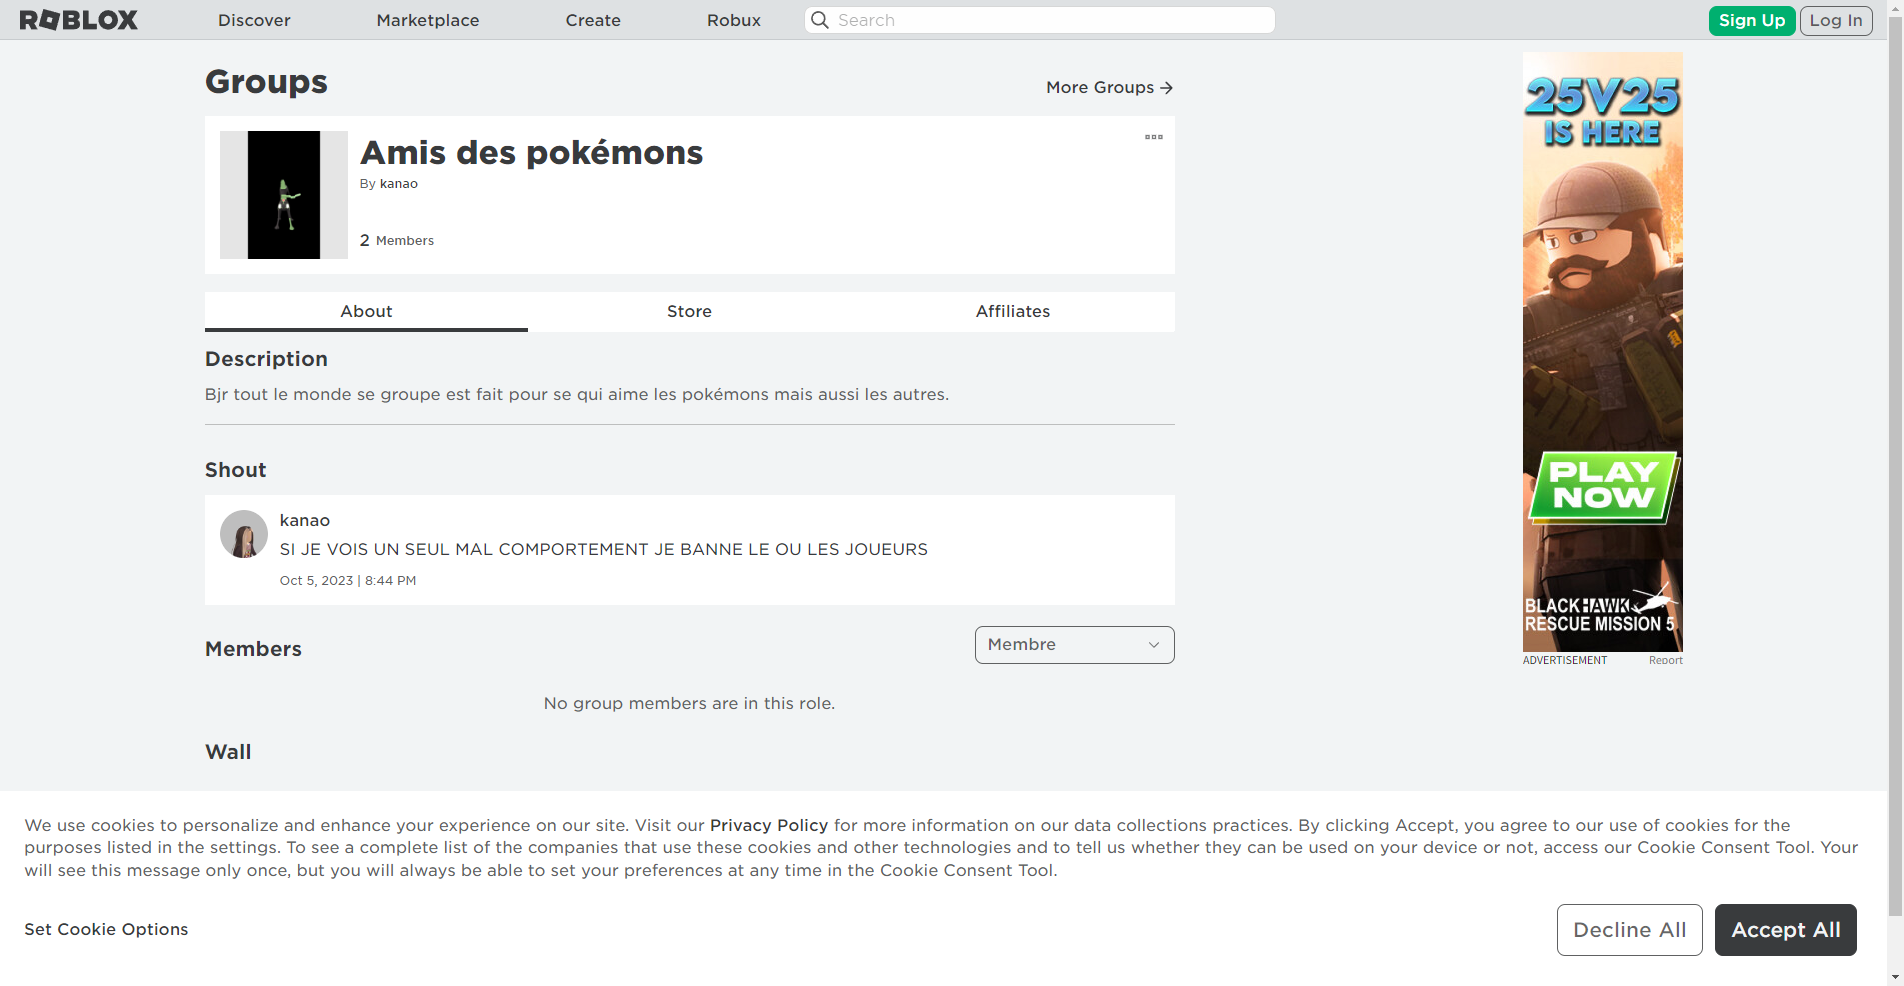 ROBLOX
Discover
Marketplace
Create
Robux
Search
Sign Up
Log In
Groups
More Groups →
Amis des pokémons
By kanao
2 Members
About
Store
Affiliates
Description
Bjr tout le monde se groupe est fait pour se qui aime les pokémons mais aussi les autres.
Shout
kanao
SI JE VOIS UN SEUL MAL COMPORTEMENT JE BANNE LE OU LES JOUEURS
Oct 5, 2023 | 8:44 PM
Members
Membre
No group members are in this role.
Wall
25V25
IS HERE
PLAY
NOW
BLACK HAWK
RESCUE MISSION 5
ADVERTISEMENT
Report
We use cookies to personalize and enhance your experience on our site. Visit our Privacy Policy for more information on our data collections practices. By clicking Accept, you agree to our use of cookies for the
purposes listed in the settings. To see a complete list of the companies that use these cookies and other technologies and to tell us whether they can be used on your device or not, access our Cookie Consent Tool. Your
will see this message only once, but you will always be able to set your preferences at any time in the Cookie Consent Tool.
Set Cookie Options
Decline All
Accept All